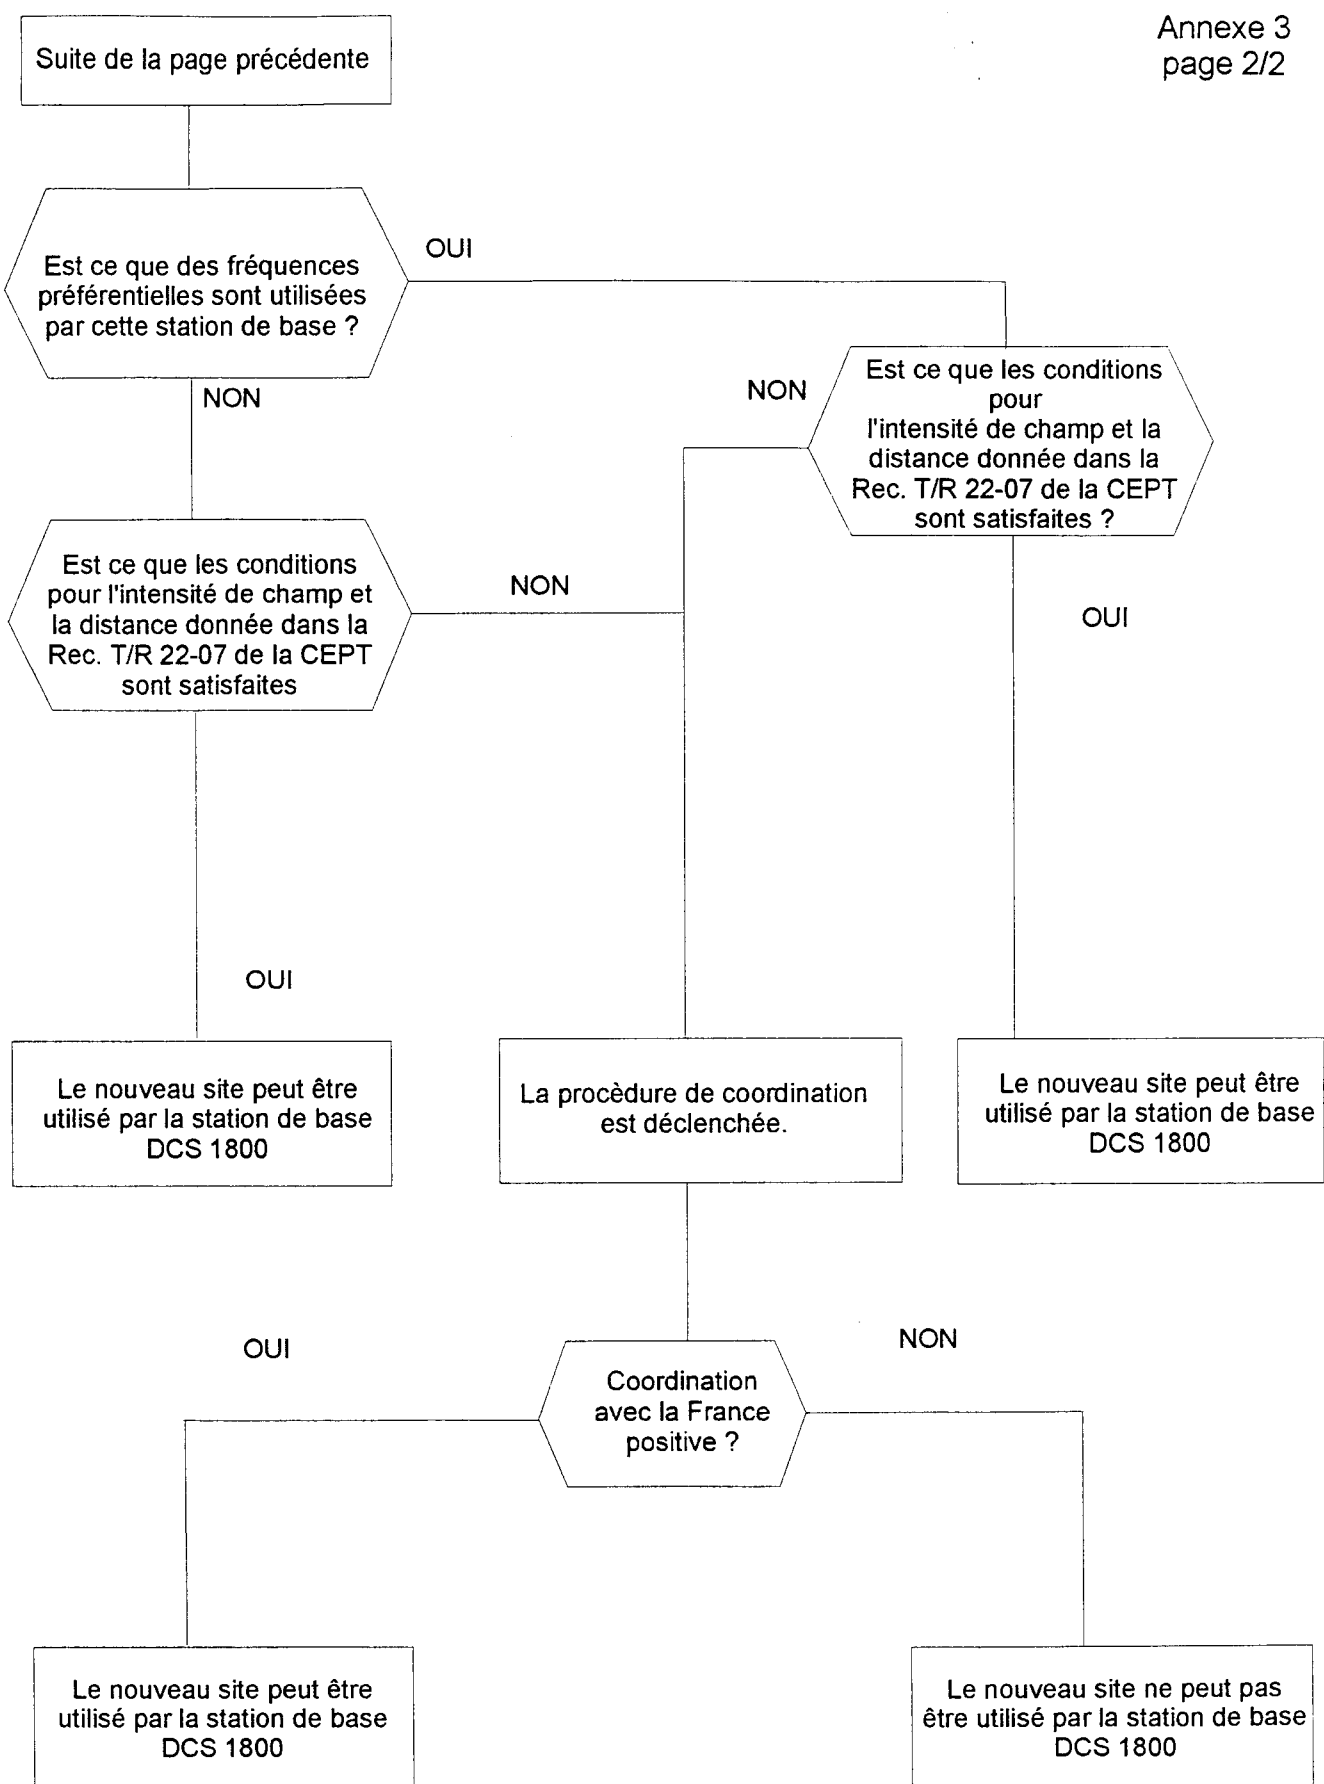 Annexe 3
page 2/2
Suite de la page précédente
Est ce que des fréquences
préférentielles sont utilisées
par cette station de base ?
OUI
NON
NON
Est ce que les conditions
pour
l'intensité de champ et la
distance donnée dans la
Rec. T/R 22-07 de la CEPT
sont satisfaites ?
Est ce que les conditions
pour l'intensité de champ et
la distance donnée dans la
Rec. T/R 22-07 de la CEPT
sont satisfaites
NON
OUI
OUI
Le nouveau site peut être
utilisé par la station de base
DCS 1800
La procèdure de coordination
est déclenchée.
Le nouveau site peut être
utilisé par la station de base
DCS 1800
OUI
NON
Coordination
avec la France
positive ?
Le nouveau site peut être
utilisé par la station de base
DCS 1800
Le nouveau site ne peut pas
être utilisé par la station de base
DCS 1800